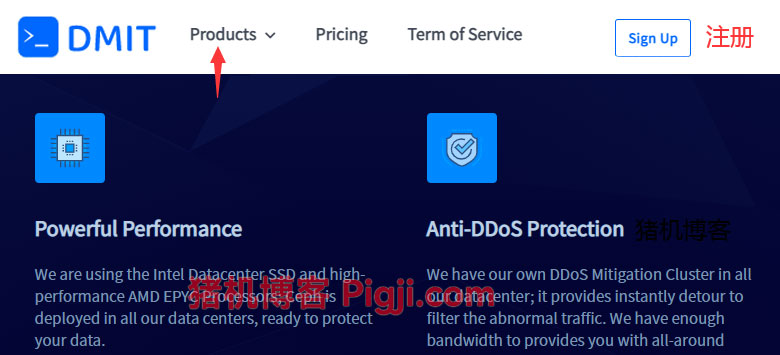 >_ DMIT Products Pricing Term of Service Sign Up 注册
Powerful Performance
We are using the Intel Datacenter SSD and high-
performance AMD EPYC Processors; Ceph is
deployed in all our data centers, ready to protect
your data.
Anti-DDoS Protection 猪机博客
We have our own DDoS Mitigation Cluster in all
our datacenter; it provides instantly detour to
filter the abnormal traffic. We have enough
bandwidth to provides you with all-around
猪机博客 Pigji.com